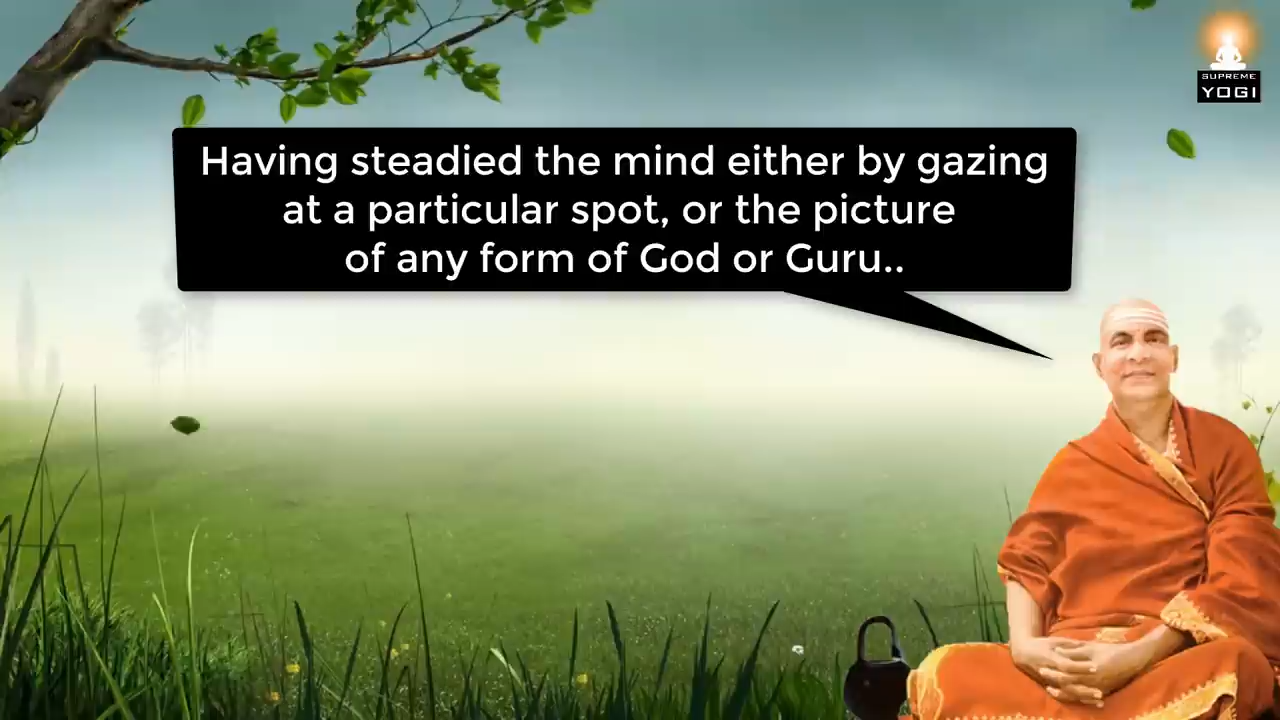 SUPREME
YOGI
Having steadied the mind either by gazing
at a particular spot, or the picture
of any form of God or Guru..